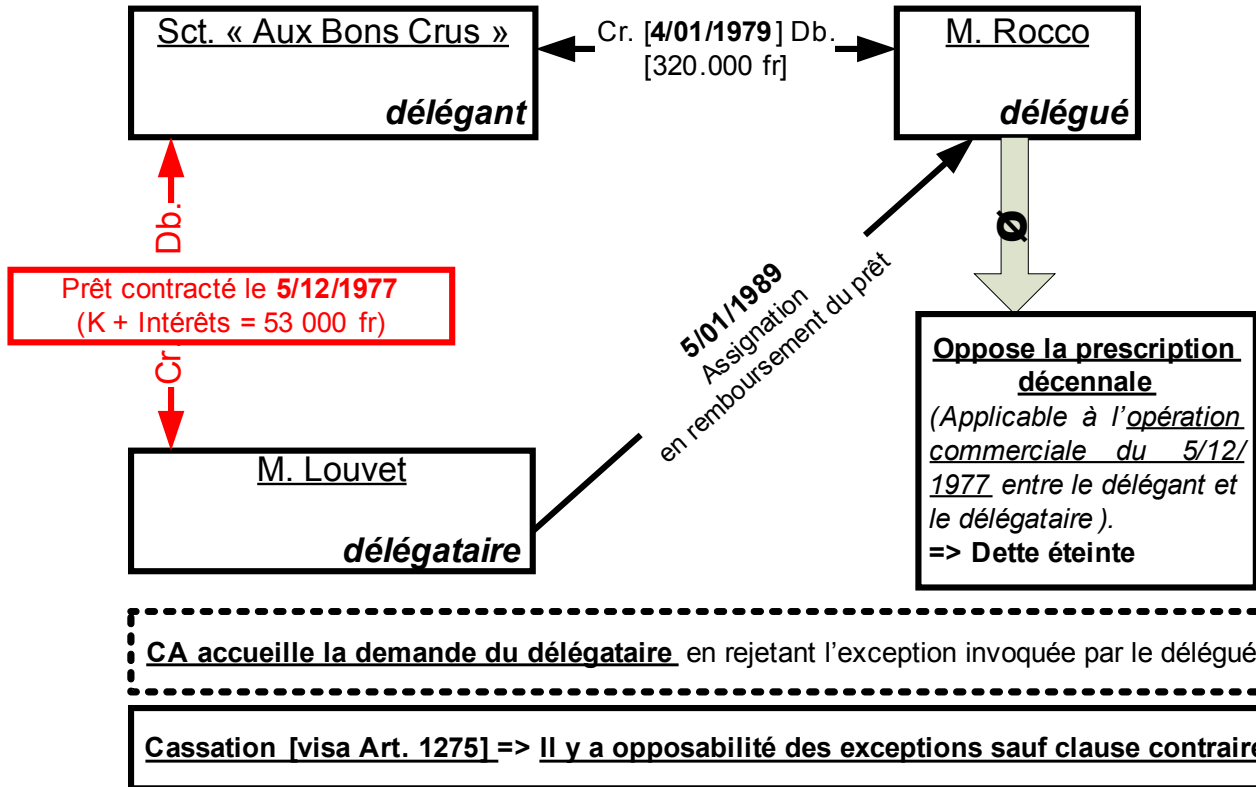 Sct. « Aux Bons Crus »
délégant
Cr. [4/01/1979] Db.
[320.000 fr]
M. Rocco
délégué
Db.
Prêt contracté le 5/12/1977
(K + Intérêts = 53 000 fr)
Cr
5/01/1989
Assignation
en remboursement du prêt
Ø
M. Louvet
délégataire
Oppose la prescription
décennale
(Applicable à l’opération
commerciale du 5/12/
1977 entre le délégant et
le délégataire ).
=> Dette éteinte
CA accueille la demande du délégataire en rejetant l’exception invoquée par le délégué
Cassation [visa Art. 1275] => Il y a opposabilité des exceptions sauf clause contraire